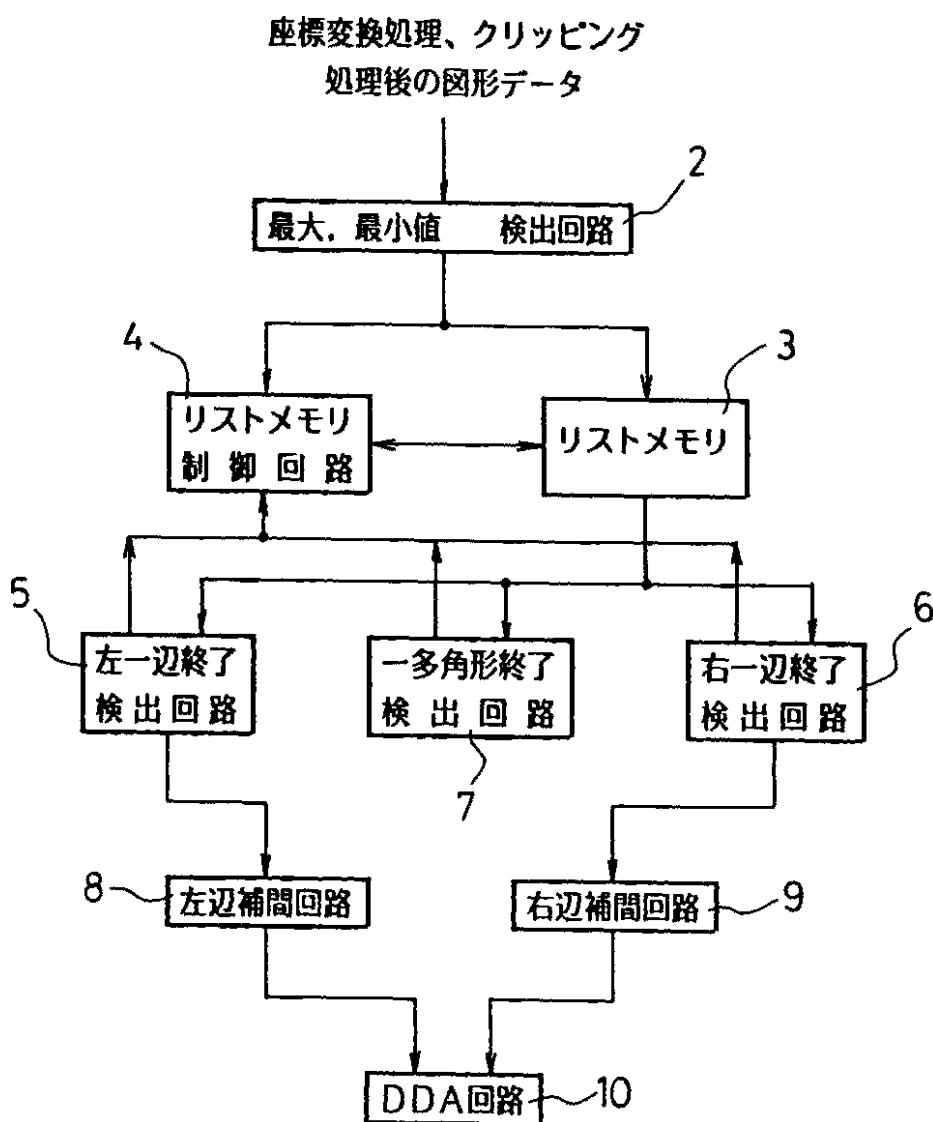 座標変換処理、クリッピング
処理後の図形データ
2
最大．最小値 検出回路
4
3
リストメモリ
制御回路
リストメモリ
5
6
左一辺終了
検出回路
一多角形終了
検出回路
右一辺終了
検出回路
7
8
左辺補間回路
右辺補間回路
9
DDA回路
10